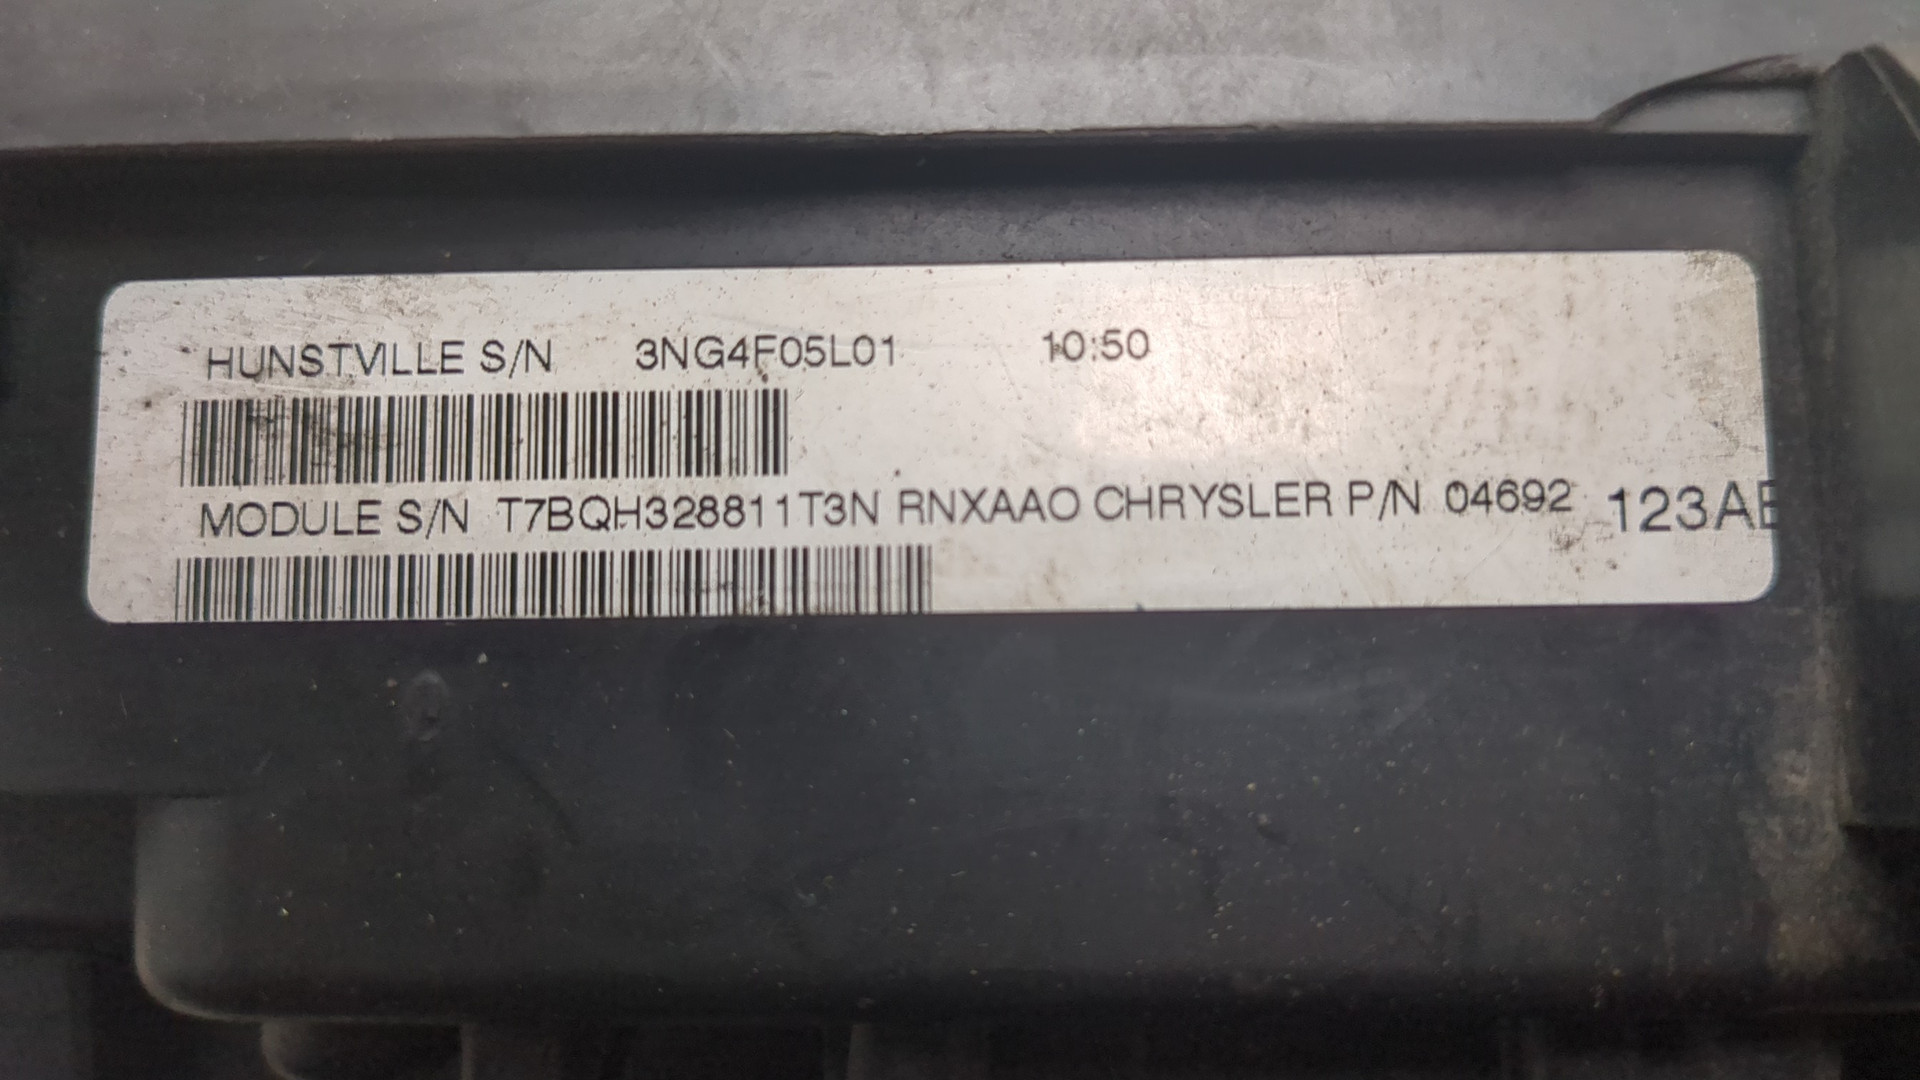 HUNSTVILLE S/N 3NG4F05L01 10:50
MODULE S/N T7BQH328811T3N RNXAAO CHRYSLER P/N 04692 123AE